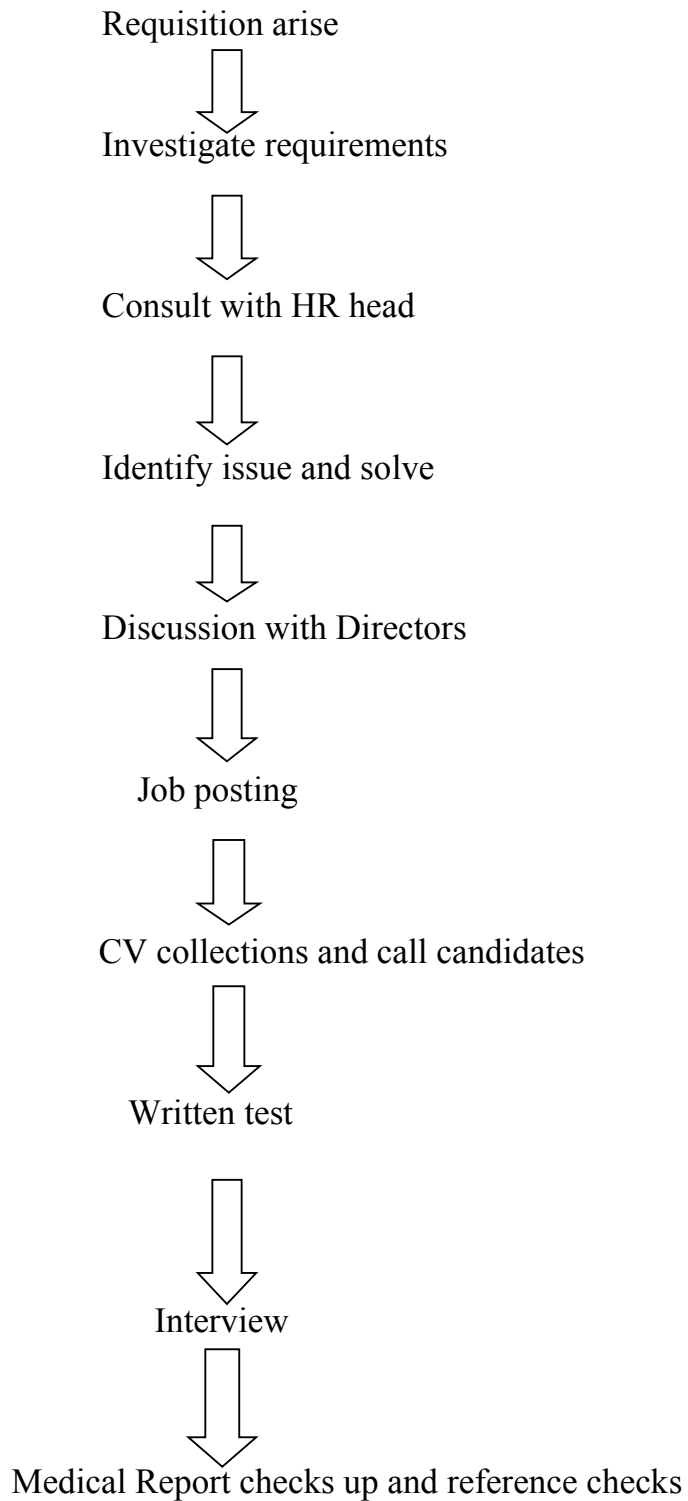 Requisition arise
Investigate requirements
Consult with HR head
Identify issue and solve
Discussion with Directors
Job posting
CV collections and call candidates
Written test
Interview
Medical Report checks up and reference checks